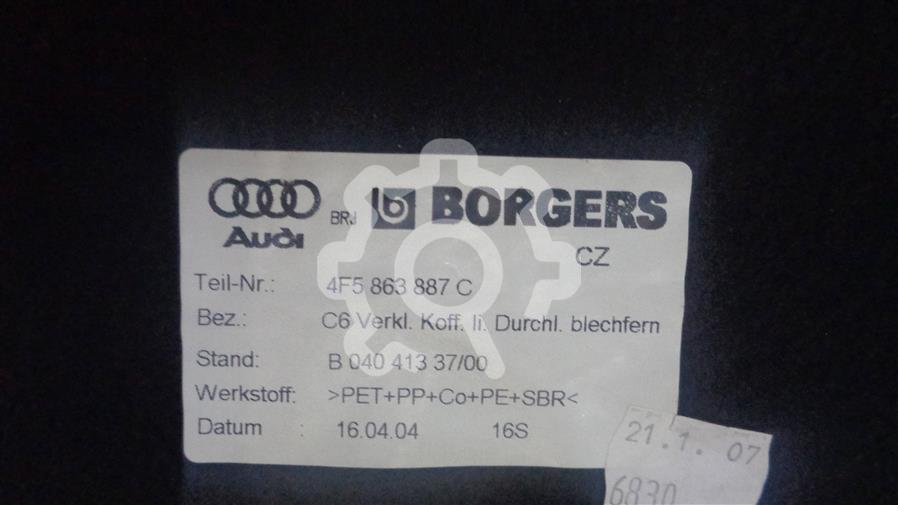 Audi BRJ b BORGERS
CZ
Teil-Nr.: 4F5 863 887 C
Bez.: C6 Verkl. Koff. li. Durchl. blechfern
Stand: B 040 413 37/00
Werkstoff: >PET+PP+Co+PE+SBR<
Datum : 16.04.04 16S
21.1. 07
6830